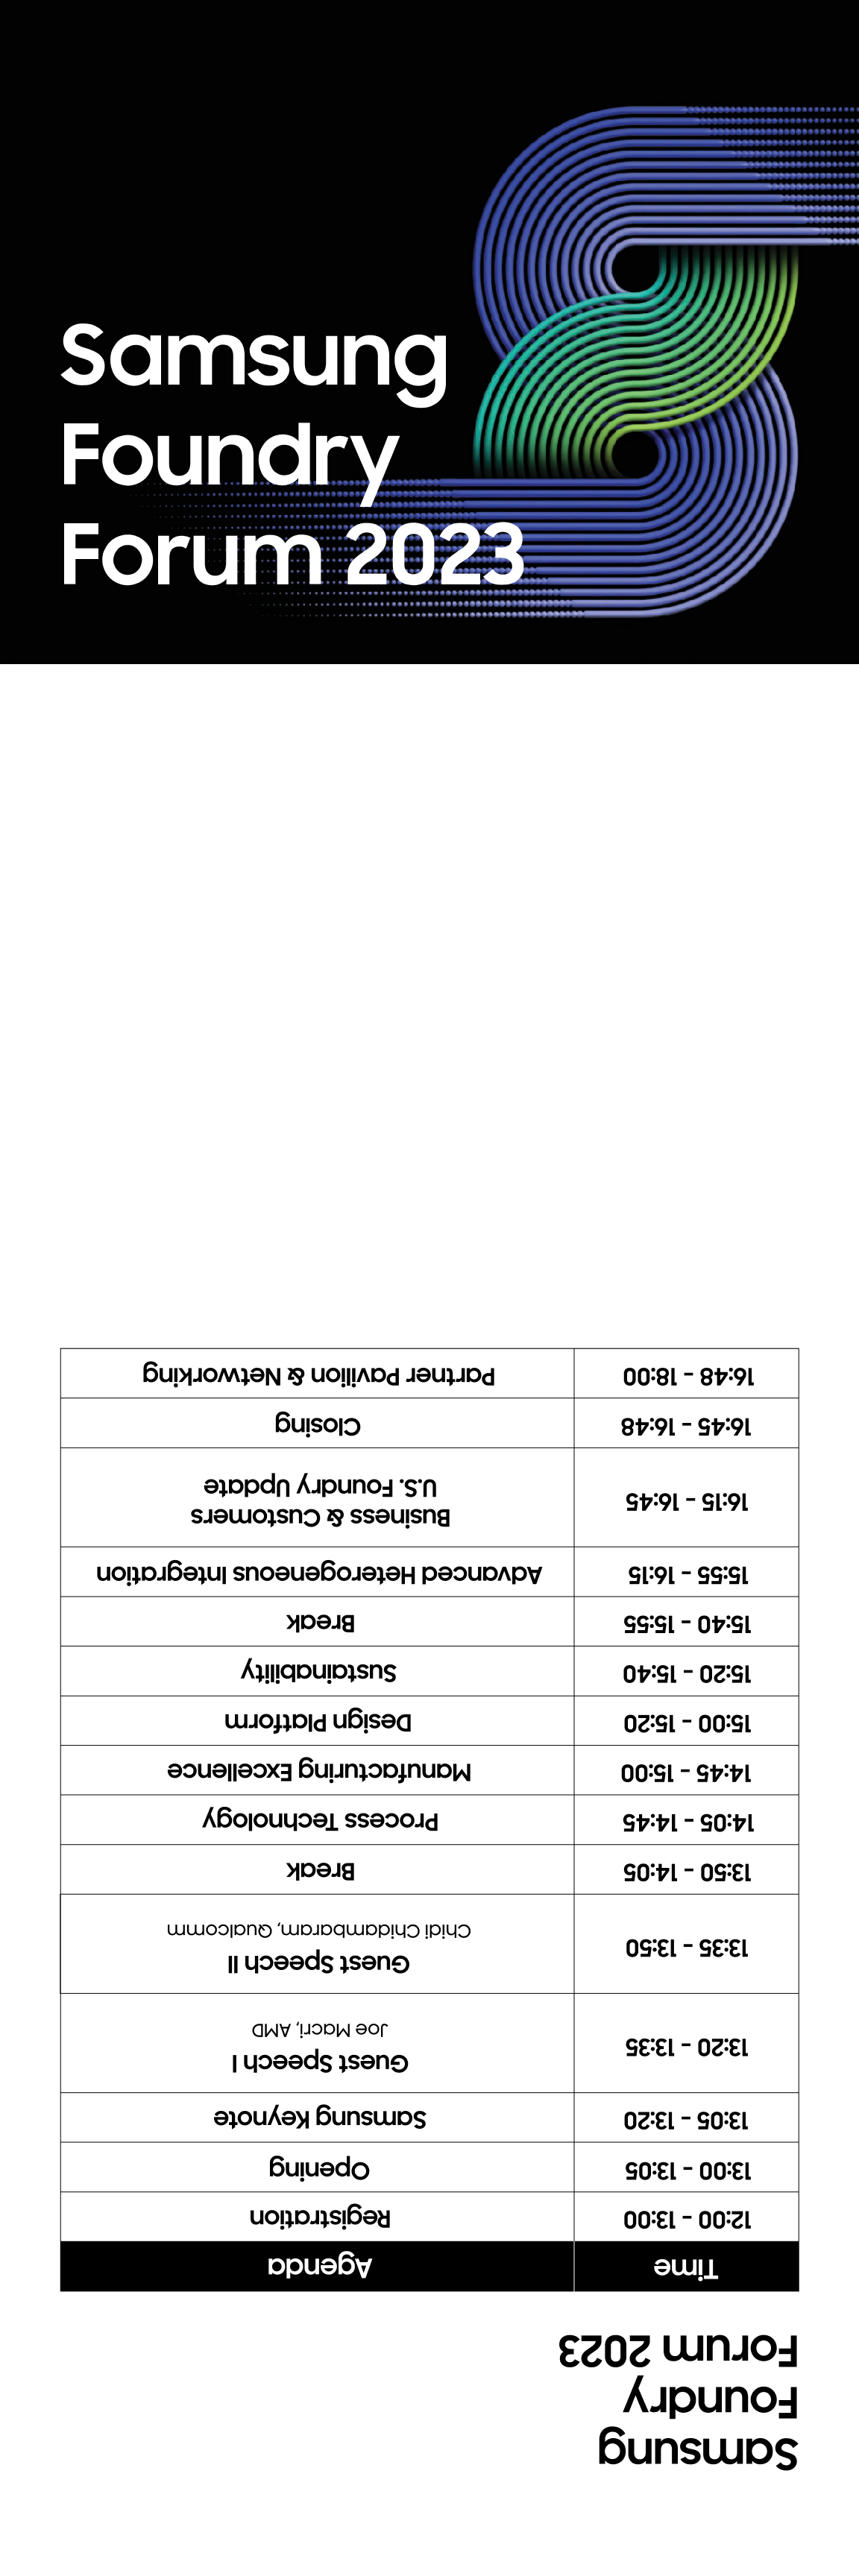 Samsung
Foundry
Forum 2023
Samsung
Foundry
Forum 2023
Time Agenda
12:00 - 13:00 Registration
13:00 - 13:05 Opening
13:05 - 13:20 Samsung Keynote
13:20 - 13:35 Guest Speech I
Joe Macri, AMD
13:35 - 13:50 Guest Speech II
Chidi Chidambaram, Qualcomm
13:50 - 14:05 Break
14:05 - 14:45 Process Technology
14:45 - 15:00 Manufacturing Excellence
15:00 - 15:20 Design Platform
15:20 - 15:40 Sustainability
15:40 - 15:55 Break
15:55 - 16:15 Advanced Heterogeneous Integration
16:15 - 16:45 Business & Customers
U.S. Foundry Update
16:45 - 16:48 Closing
16:48 - 18:00 Partner Pavilion & Networking